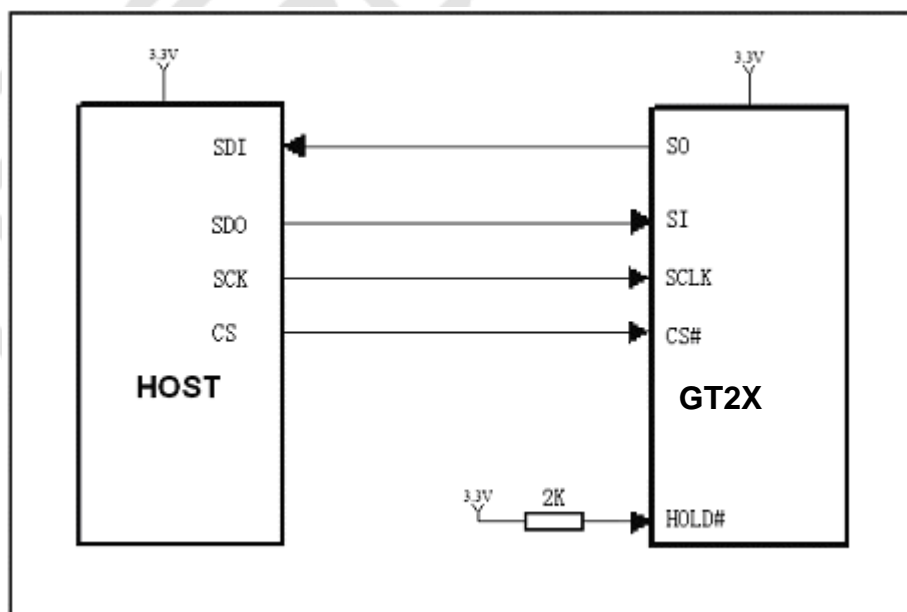 3.3V
3.3V
SDI
SO
SDO
SI
SCK
SCLK
CS
CS#
HOST
GT2X
3.3V
2K
HOLD#